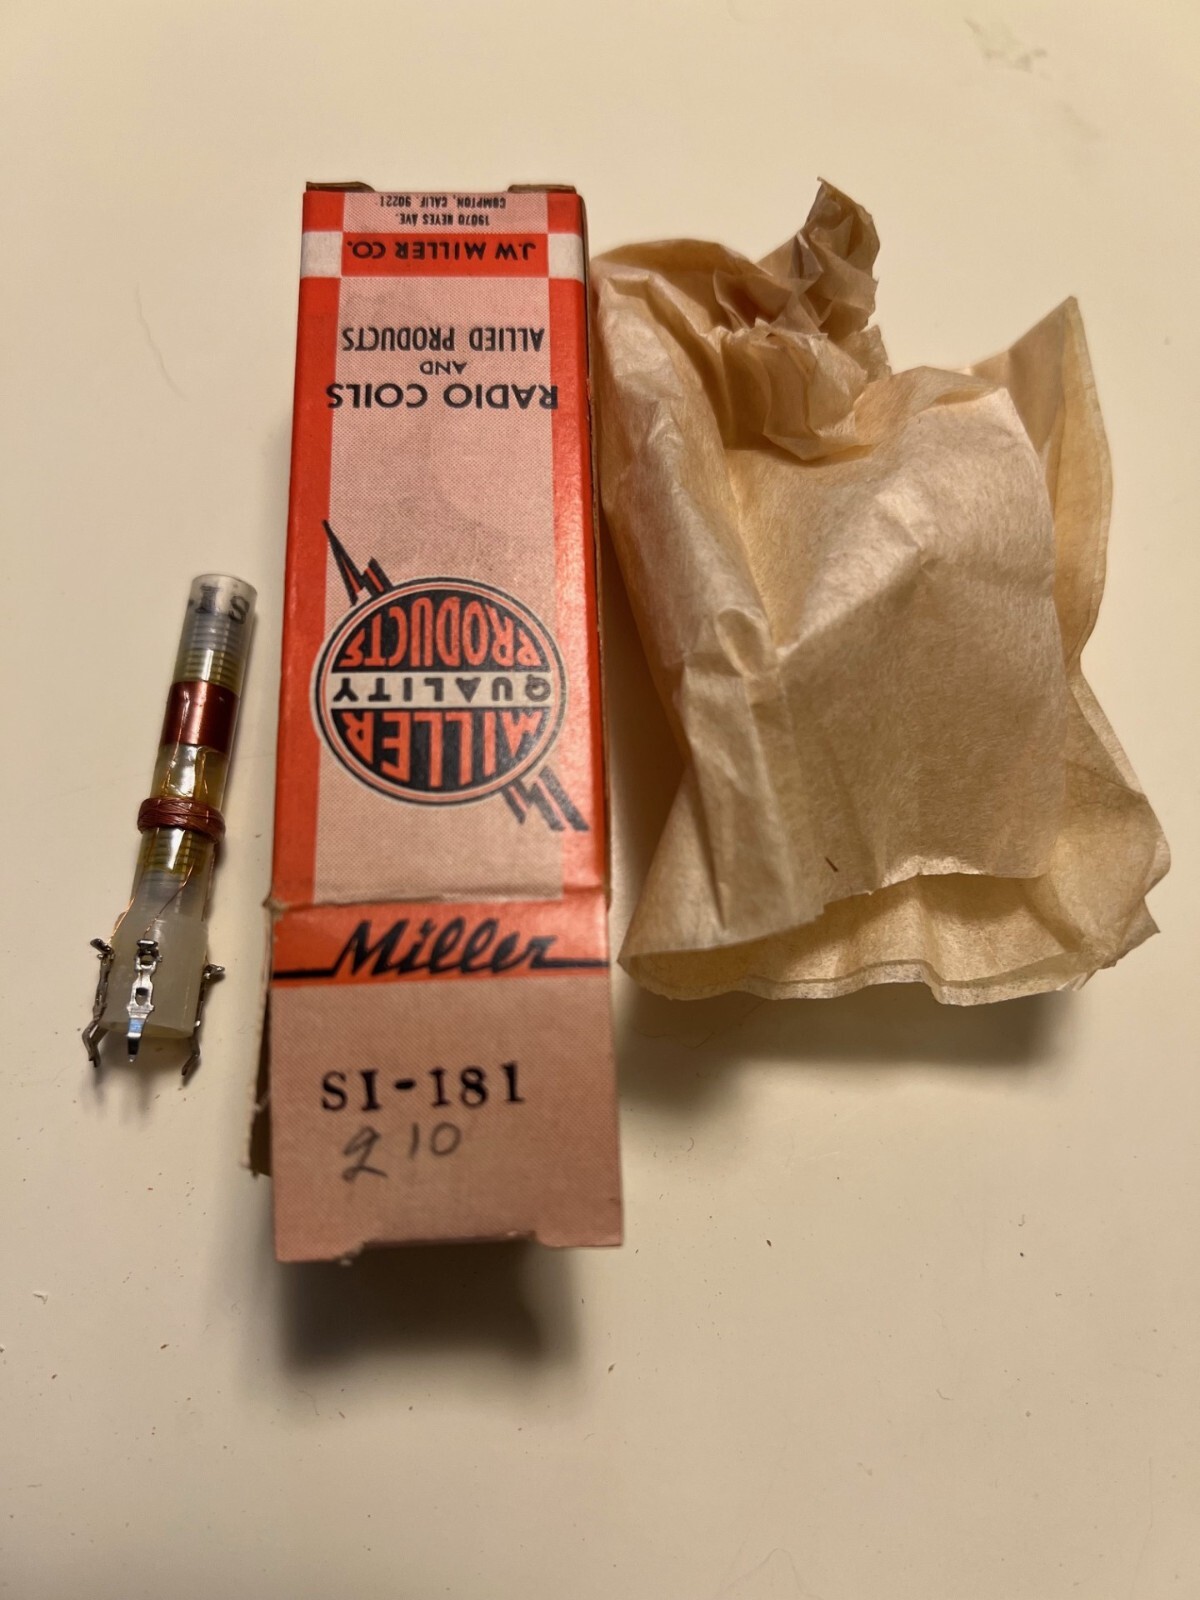 J.W MILLER CO.
19070 REYES AVE.
COMPTON, CALIF. 90221
RADIO COILS
AND
ALLIED PRODUCTS
MILLER
QUALITY
PRODUCTS
Miller
SI-181
210